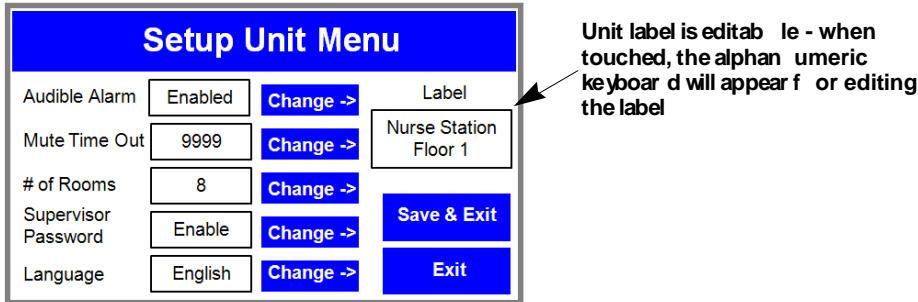 Setup Unit Menu
Audible Alarm Enabled Change ->
Mute Time Out 9999 Change ->
# of Rooms 8 Change ->
Supervisor
Password Enable Change ->
Language English Change ->
Label
Nurse Station
Floor 1
Save & Exit
Exit
Unit label is editab le - when
touched, the alphan umeric
keyboar d will appear f or editing
the label